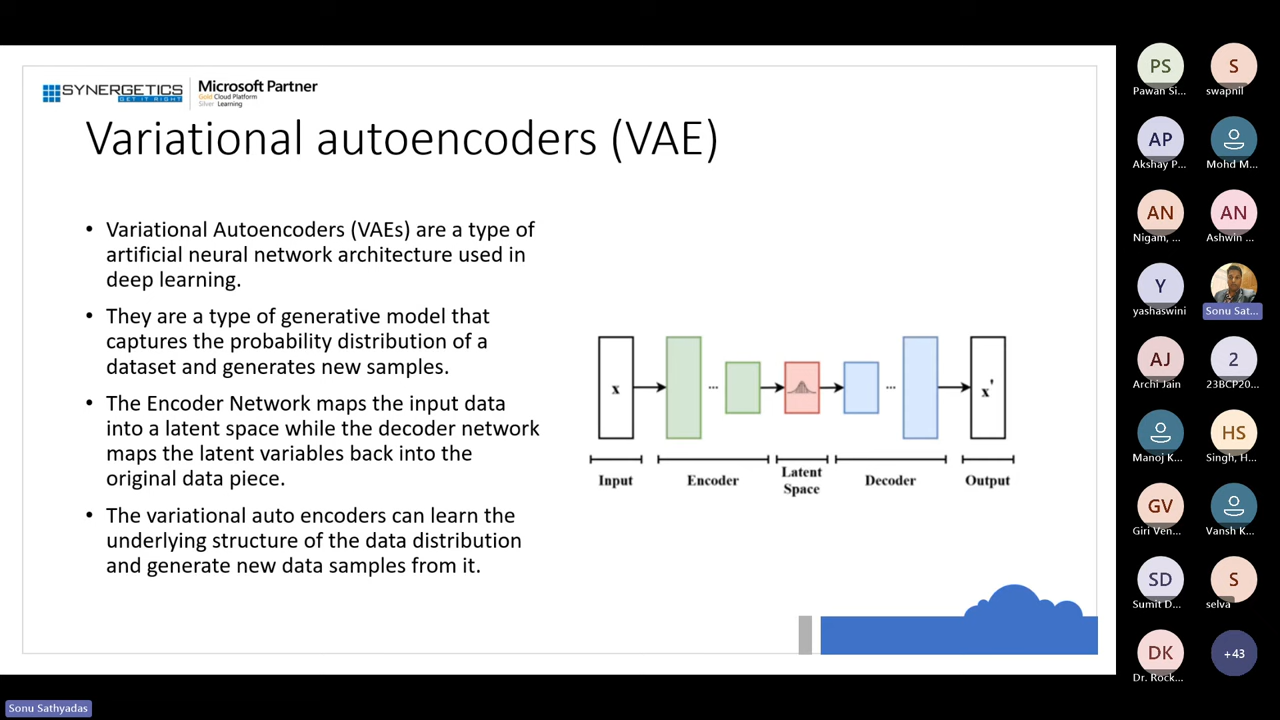 SYNERGETICS
GET IT RIGHT
Microsoft Partner
Gold Cloud Platform
Silver Learning
Variational autoencoders (VAE)
• Variational Autoencoders (VAEs) are a type of
artificial neural network architecture used in
deep learning.
• They are a type of generative model that
captures the probability distribution of a
dataset and generates new samples.
• The Encoder Network maps the input data
into a latent space while the decoder network
maps the latent variables back into the
original data piece.
• The variational auto encoders can learn the
underlying structure of the data distribution
and generate new data samples from it.
x
...
...
x'
Input
Encoder
Latent
Space
Decoder
Output
PS
Pawan Si...
S
swapnil
AP
Akshay P...
Mohd M...
AN
Nigam, ...
AN
Ashwin ...
Y
yashaswini
Sonu Sat...
AJ
Archi Jain
2
23BCP20...
Manoj K...
HS
Singh, H...
GV
Giri Ven...
Vansh K...
SD
Sumit D...
S
selva
DK
Dr. Rock...
+43
Sonu Sathyadas